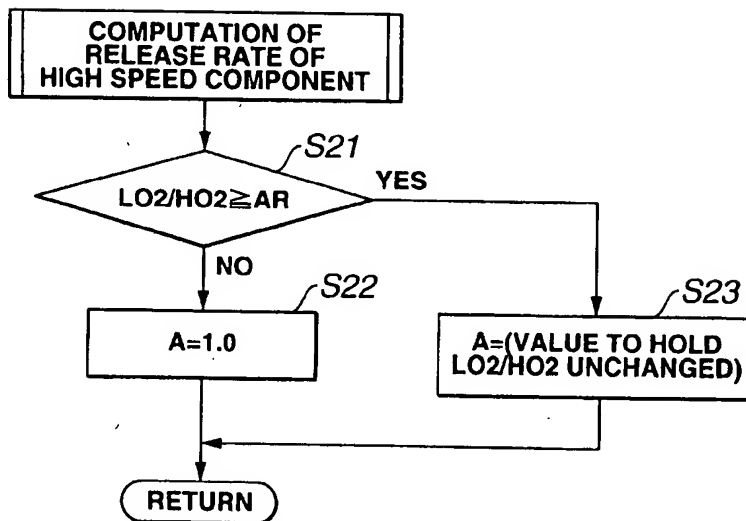 COMPUTATION OF
RELEASE RATE OF
HIGH SPEED COMPONENT
S21
LO2/HO2≧AR
YES
NO
S22
A=1.0
S23
A=(VALUE TO HOLD
LO2/HO2 UNCHANGED)
RETURN